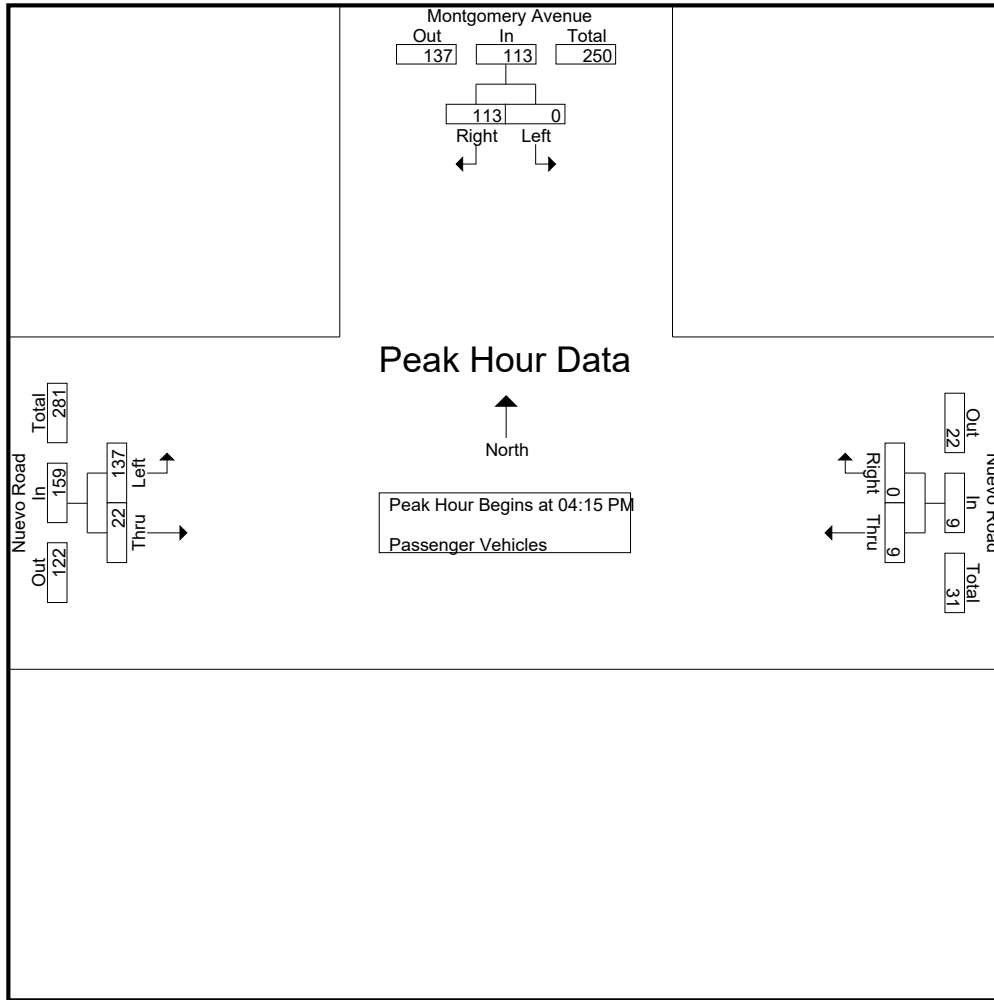 Montgomery Avenue
Out In Total
137 113 250
113 0
Right Left
Peak Hour Data
North
Peak Hour Begins at 04:15 PM
Passenger Vehicles
Nuevo Road
Total In Out
281 159 122
137 22
Left Thru
Nuevo Road
Out In Total
22 9 31
Right Thru
0 9